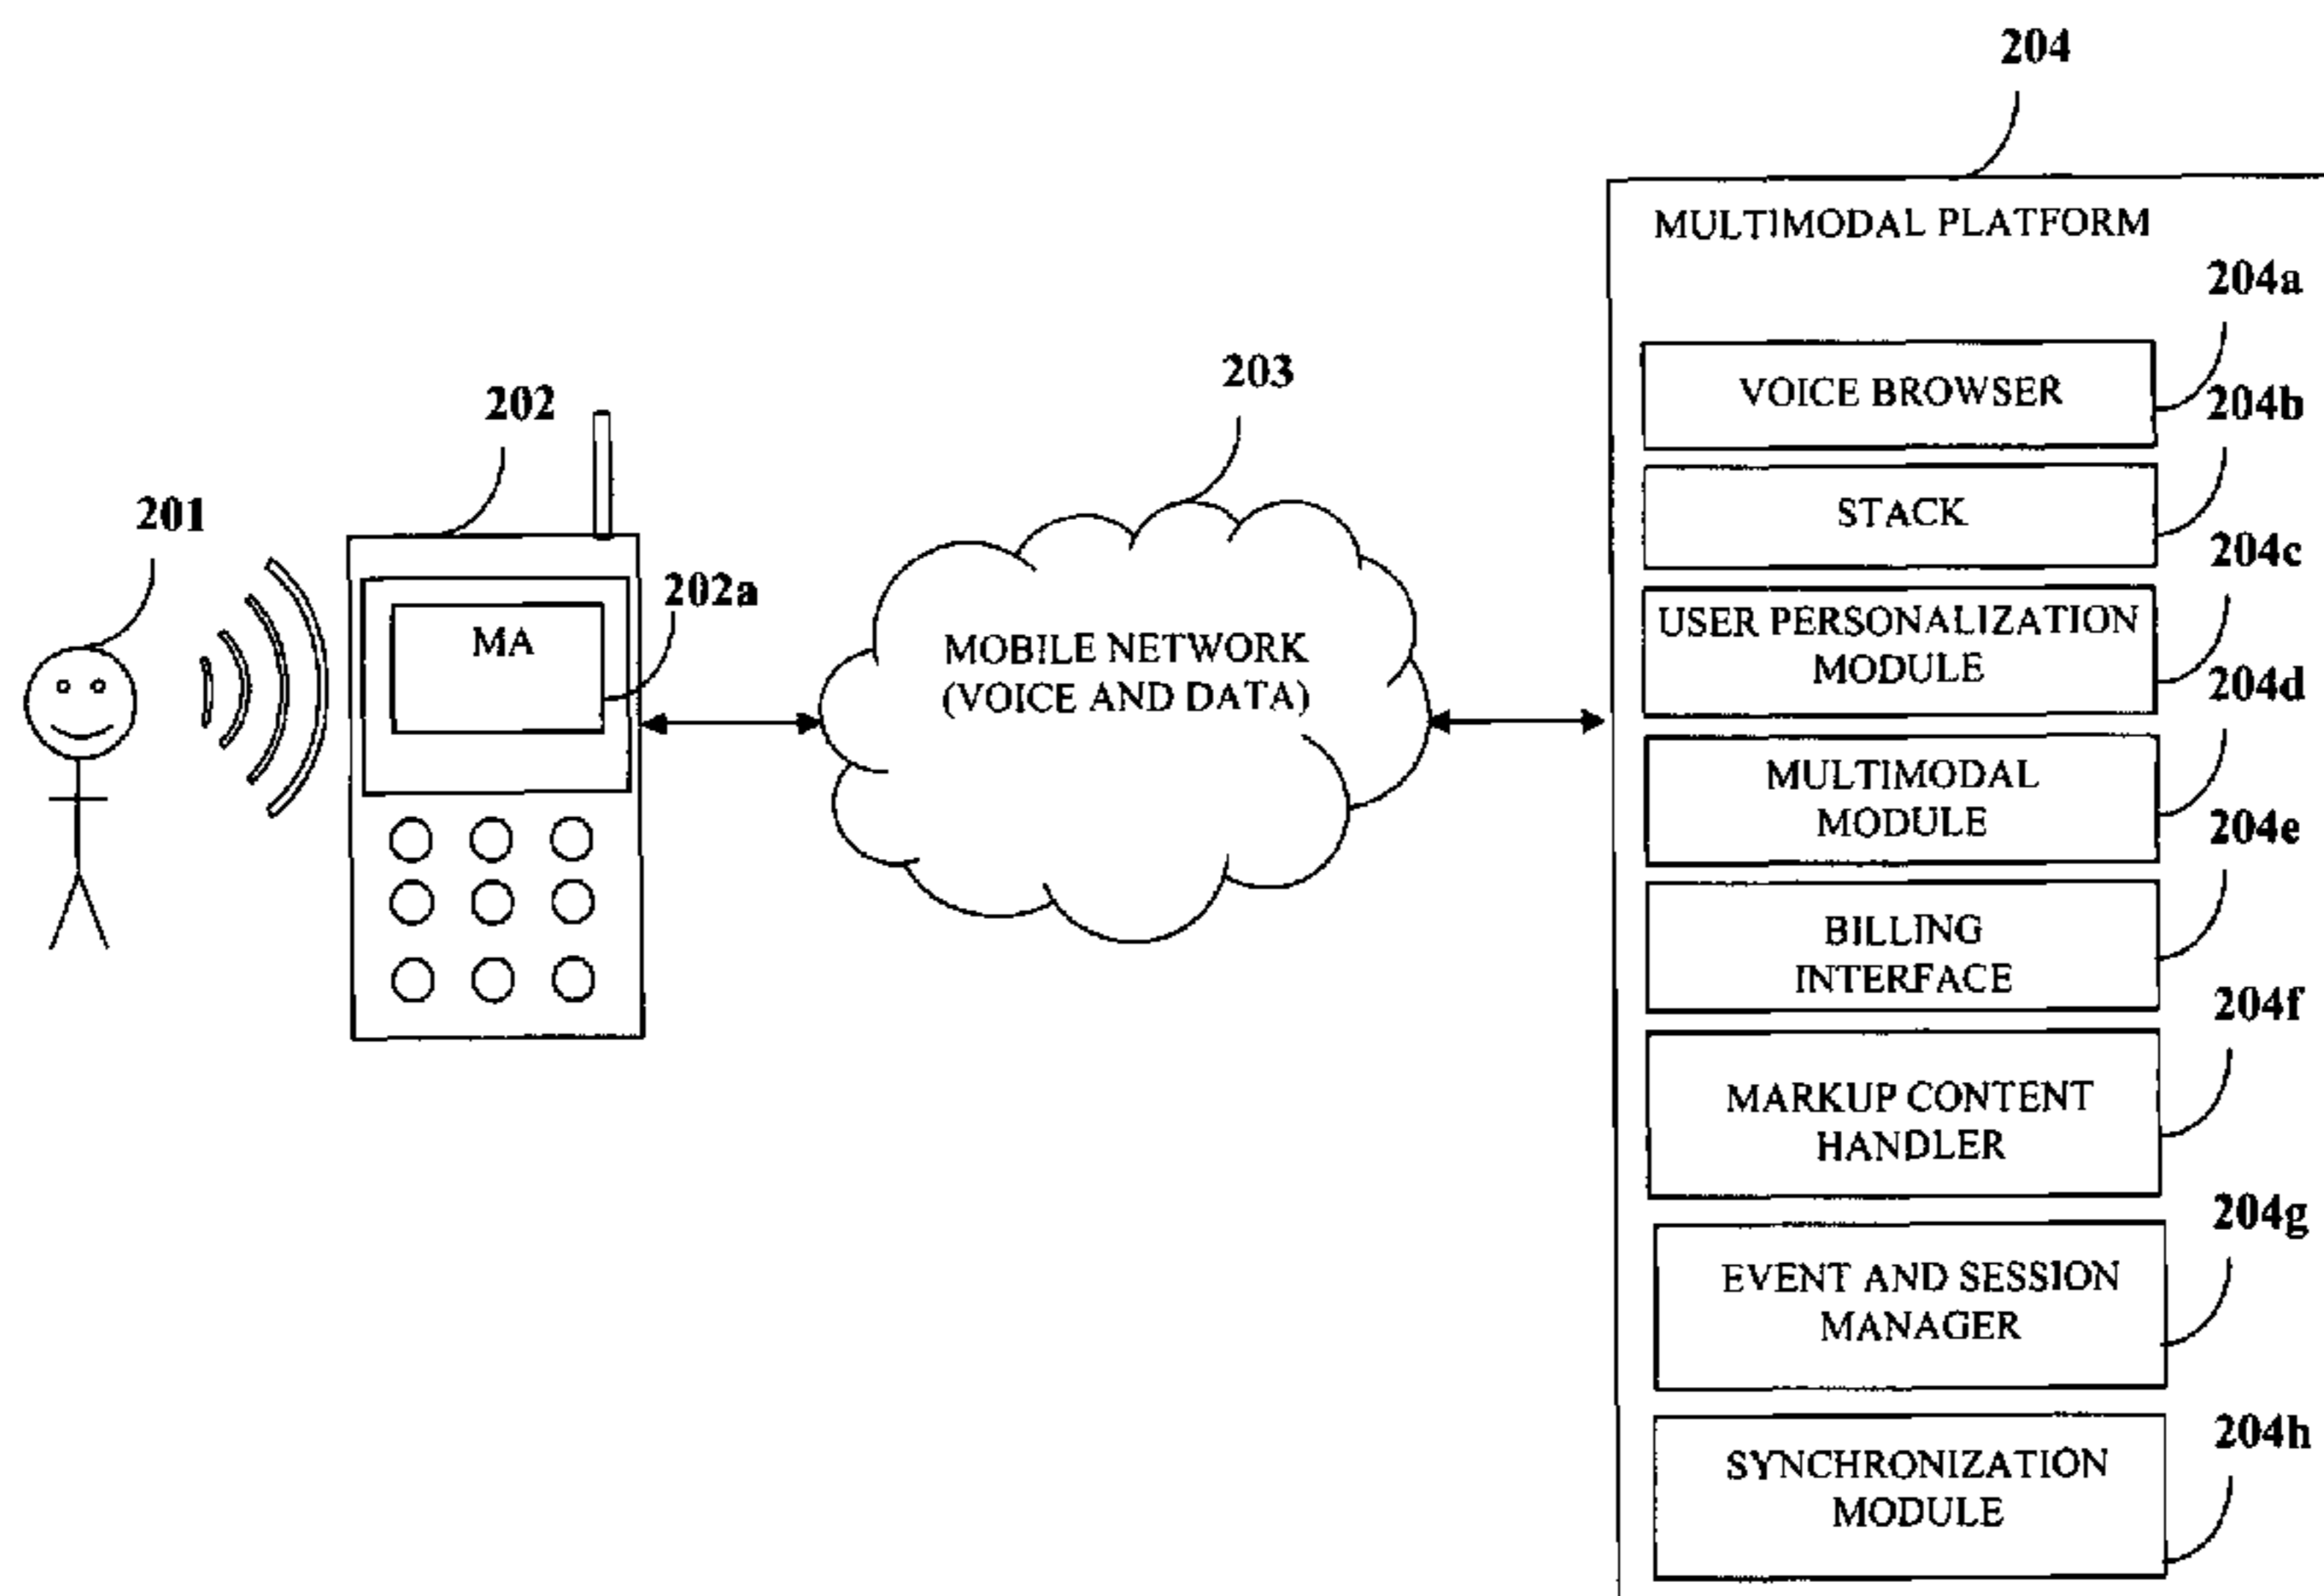 204
MULTIMODAL PLATFORM
204a
VOICE BROWSER
204b
STACK
204c
USER PERSONALIZATION
MODULE
204d
MULTIMODAL
MODULE
204e
BILLING
INTERFACE
204f
MARKUP CONTENT
HANDLER
204g
EVENT AND SESSION
MANAGER
204h
SYNCHRONIZATION
MODULE
203
MOBILE NETWORK
(VOICE AND DATA)
202
202a
MA
201